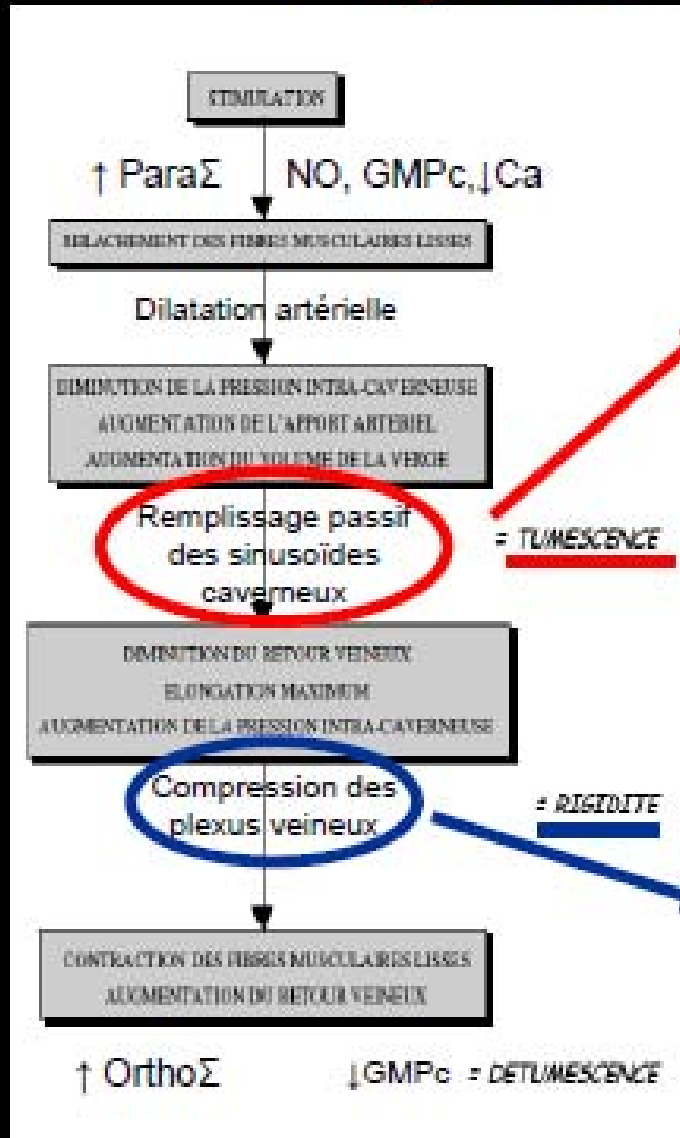 STIMULATION
↑ ParaΣ NO, GMPc,↓Ca
RELACHEMENT DES FIBRES MUSCULAIRES LISSES
Dilatation artérielle
DIMINUTION DE LA PRESSION INTRA-CAVERNEUSE
AUGMENTATION DE L'APPORT ARTERIEL
AUGMENTATION DU VOLUME DE LA VERGE
Remplissage passif
des sinusoïdes
caverneux
= TUMESCENCE
DIMINUTION DU RETOUR VEINEUX
ELONGATION MAXIMUM
AUGMENTATION DE LA PRESSION INTRA-CAVERNEUSE
Compression des
plexus veineux
= RIGIDITE
CONTRACTION DES FIBRES MUSCULAIRES LISSES
AUGMENTATION DU RETOUR VEINEUX
↑ OrthoΣ ↓GMPc = DETUMESCENCE